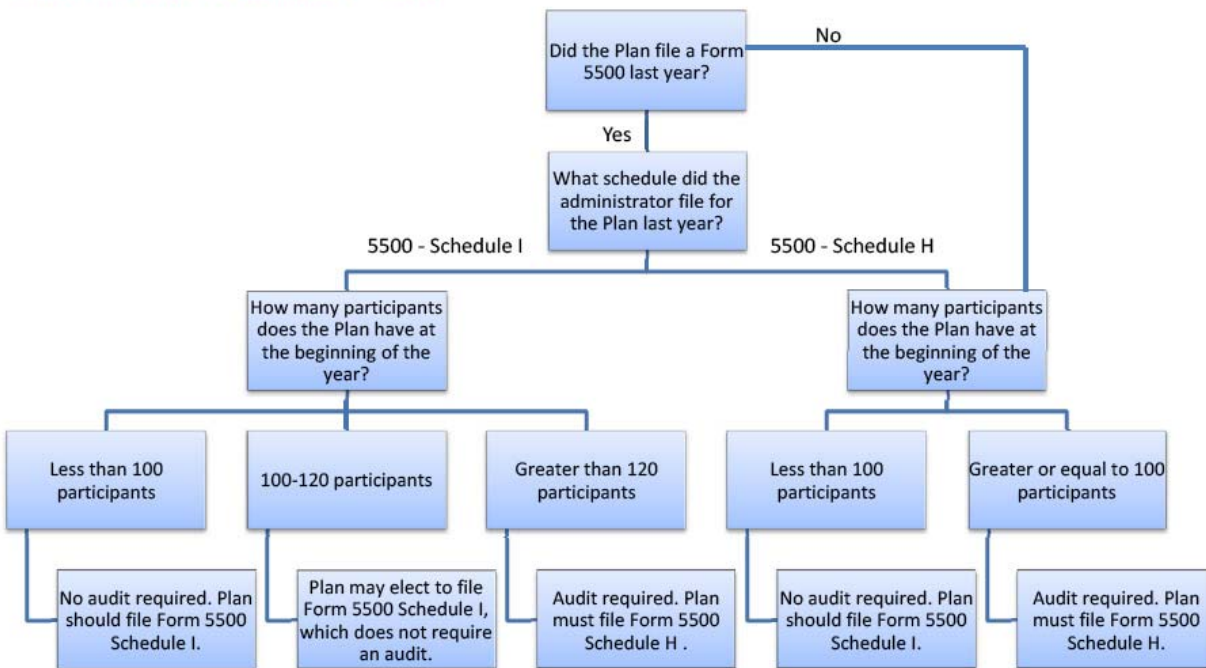 Did the Plan file a Form
5500 last year?
No
Yes
What schedule did the
administrator file for
the Plan last year?
5500 - Schedule I
5500 - Schedule H
How many participants
does the Plan have at
the beginning of the
year?
How many participants
does the Plan have at
the beginning of the
year?
Less than 100
participants
100-120 participants
Greater than 120
participants
Less than 100
participants
Greater or equal to 100
participants
No audit required. Plan
should file Form 5500
Schedule I.
Plan may elect to file
Form 5500 Schedule I,
which does not require
an audit.
Audit required. Plan
must file Form 5500
Schedule H .
No audit required. Plan
should file Form 5500
Schedule I.
Audit required. Plan
must file Form 5500
Schedule H.